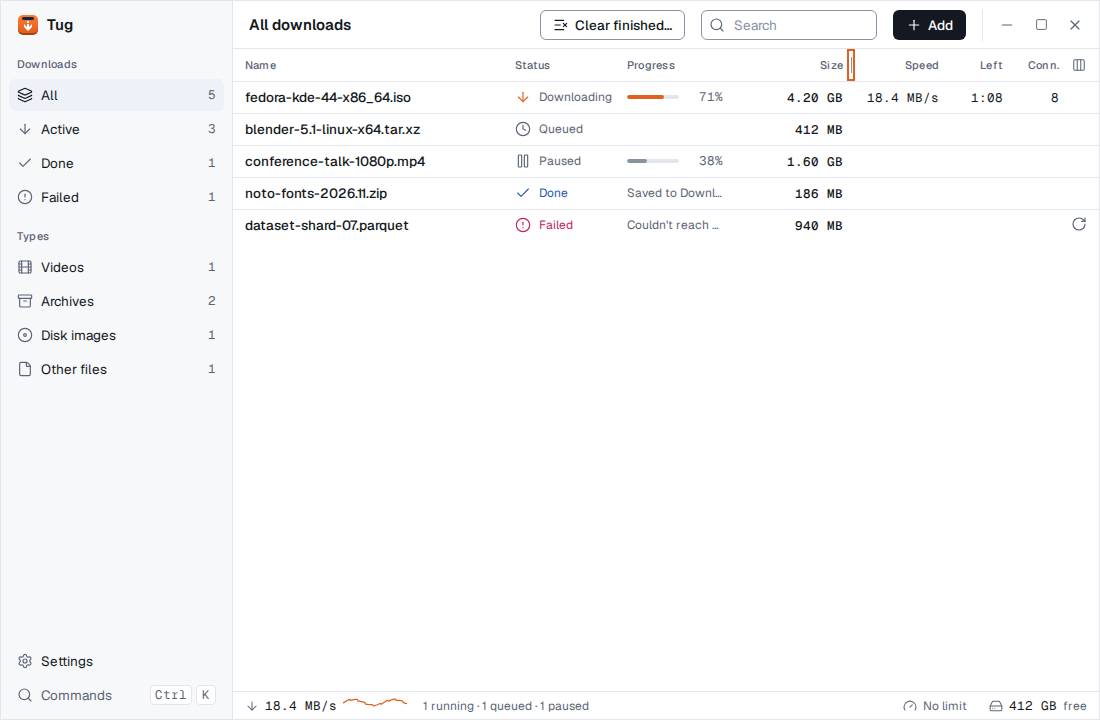 Tug
All downloads
Clear finished…
Search
Add
Downloads
All 5
Active 3
Done 1
Failed 1
Types
Videos 1
Archives 2
Disk images 1
Other files 1
Settings
Commands Ctrl K
Name Status Progress Size Speed Left Conn.
fedora-kde-44-x86_64.iso Downloading 71% 4.20 GB 18.4 MB/s 1:08 8
blender-5.1-linux-x64.tar.xz Queued 412 MB
conference-talk-1080p.mp4 Paused 38% 1.60 GB
noto-fonts-2026.11.zip Done Saved to Downl… 186 MB
dataset-shard-07.parquet Failed Couldn't reach … 940 MB
18.4 MB/s 1 running · 1 queued · 1 paused No limit 412 GB free